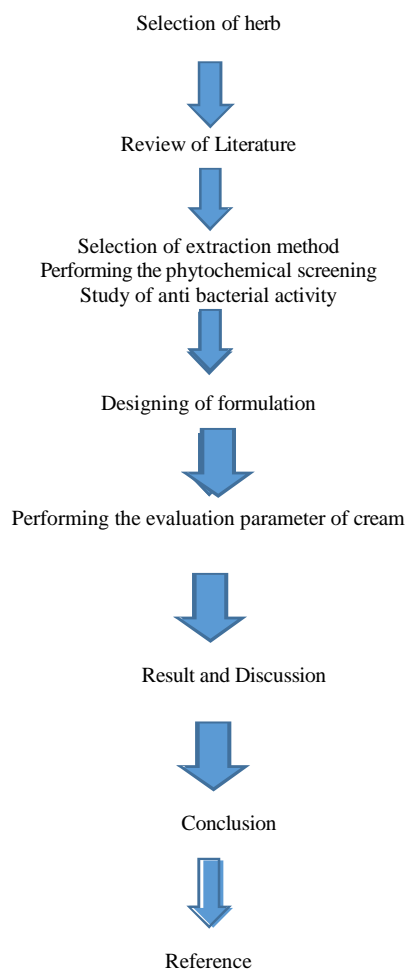 Selection of herb
Review of Literature
Selection of extraction method
Performing the phytochemical screening
Study of anti bacterial activity
Designing of formulation
Performing the evaluation parameter of cream
Result and Discussion
Conclusion
Reference